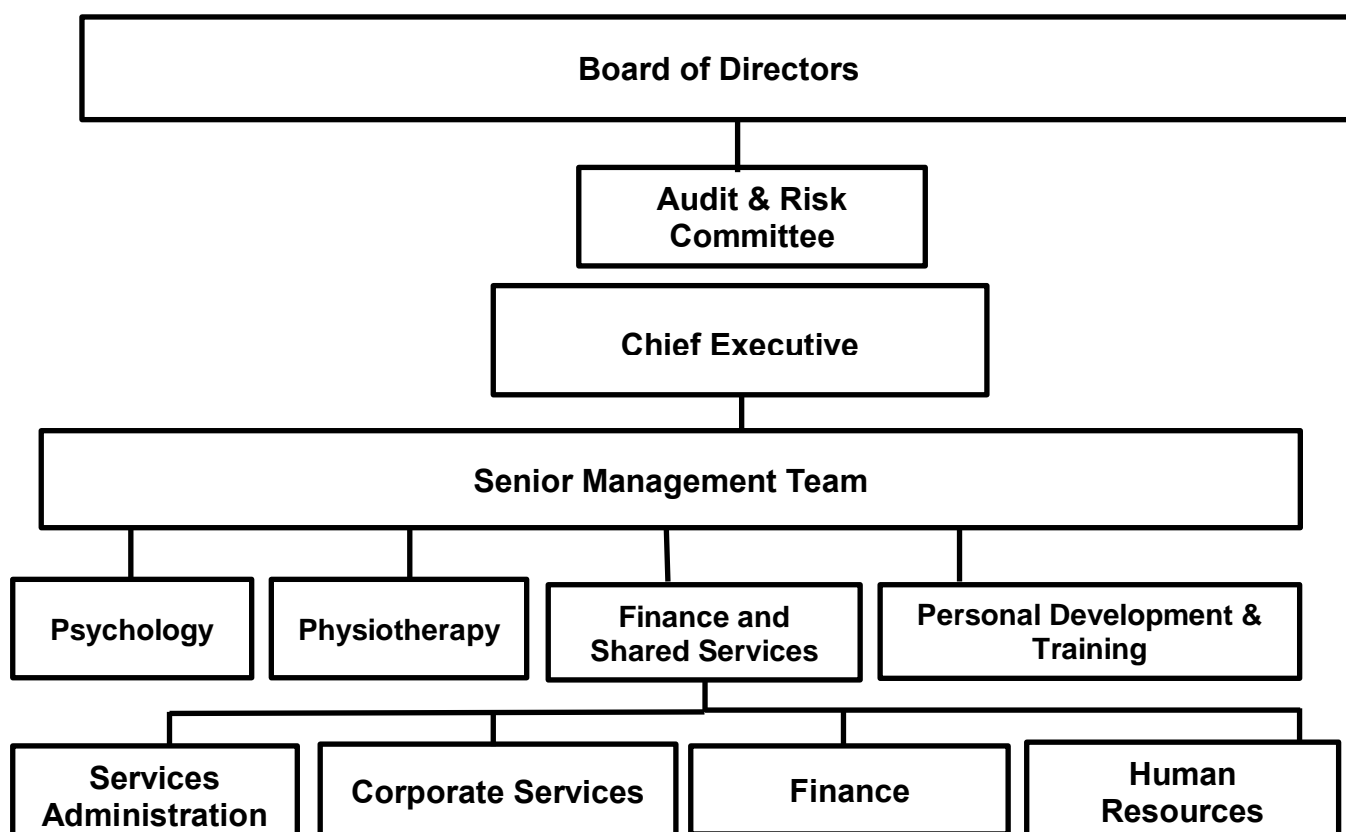 Board of Directors
Audit & Risk
Committee
Chief Executive
Senior Management Team
Psychology
Physiotherapy
Finance and
Shared Services
Personal Development &
Training
Services
Administration
Corporate Services
Finance
Human
Resources